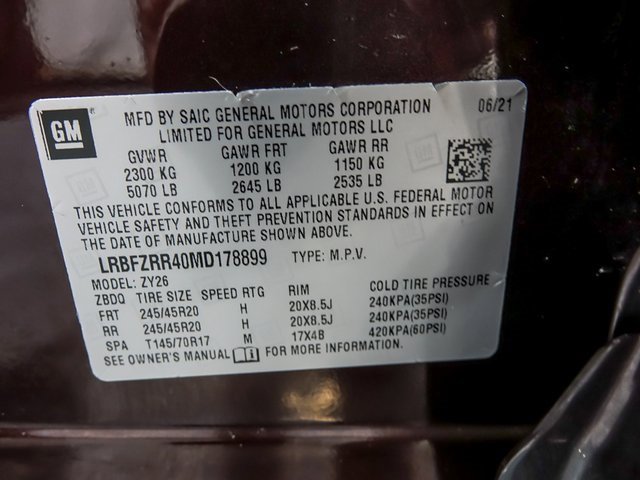 GM
MFD BY SAIC GENERAL MOTORS CORPORATION 06/21
LIMITED FOR GENERAL MOTORS LLC
GVWR GAWR FRT GAWR RR
2300 KG 1200 KG 1150 KG
5070 LB 2645 LB 2535 LB
THIS VEHICLE CONFORMS TO ALL APPLICABLE U.S. FEDERAL MOTOR
VEHICLE SAFETY AND THEFT PREVENTION STANDARDS IN EFFECT ON
THE DATE OF MANUFACTURE SHOWN ABOVE.
LRBFZRR40MD178899 TYPE: M.P.V.
MODEL: ZY26
ZBDQ TIRE SIZE SPEED RTG RIM COLD TIRE PRESSURE
FRT 245/45R20 H 20X8.5J 240KPA(35PSI)
RR 245/45R20 H 20X8.5J 240KPA(35PSI)
SPA T145/70R17 M 17X4B 420KPA(60PSI)
SEE OWNER'S MANUAL FOR MORE INFORMATION.